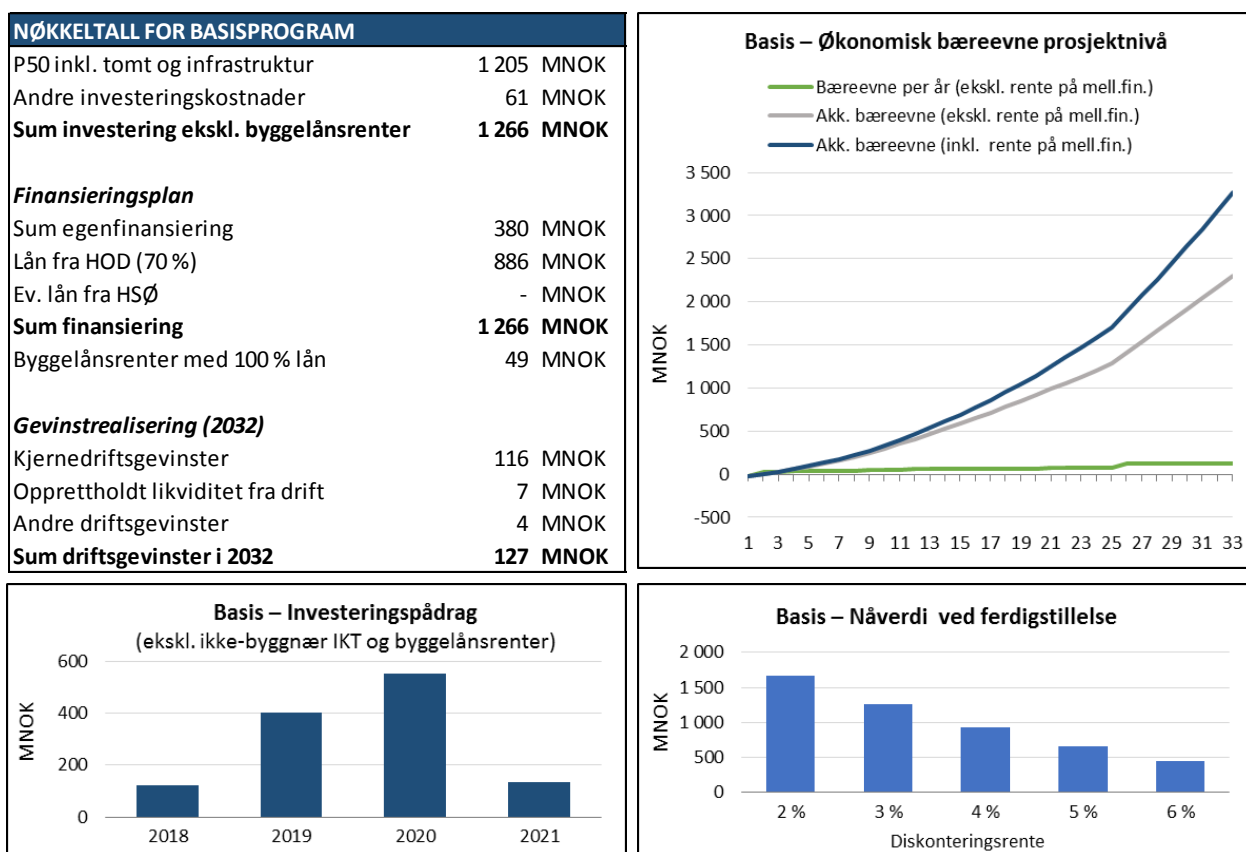 NØKKELTALL FOR BASISPROGRAM
P50 inkl. tomt og infrastruktur 1 205 MNOK
Andre investeringskostnader 61 MNOK
Sum investering ekskl. byggelånsrenter 1 266 MNOK
Finansieringsplan
Sum egenfinansiering 380 MNOK
Lån fra HOD (70 %) 886 MNOK
Ev. lån fra HSØ - MNOK
Sum finansiering 1 266 MNOK
Byggelånsrenter med 100 % lån 49 MNOK
Gevinstrealisering (2032)
Kjernedriftsgevinster 116 MNOK
Opprettholdt likviditet fra drift 7 MNOK
Andre driftsgevinster 4 MNOK
Sum driftsgevinster i 2032 127 MNOK
Basis – Økonomisk bæreevne prosjektnivå
Bæreevne per år (ekskl. rente på mell.fin.)
Akk. bæreevne (ekskl. rente på mell.fin.)
Akk. bæreevne (inkl. rente på mell.fin.)
MNOK
3 500
3 000
2 500
2 000
1 500
1 000
500
0
-500
1 3 5 7 9 11 13 15 17 19 21 23 25 27 29 31 33
Basis – Investeringspådrag
(ekskl. ikke-byggnær IKT og byggelånsrenter)
MNOK
600
400
200
0
2018 2019 2020 2021
Basis – Nåverdi ved ferdigstillelse
MNOK
2 000
1 500
1 000
500
0
2 % 3 % 4 % 5 % 6 %
Diskonteringsrente